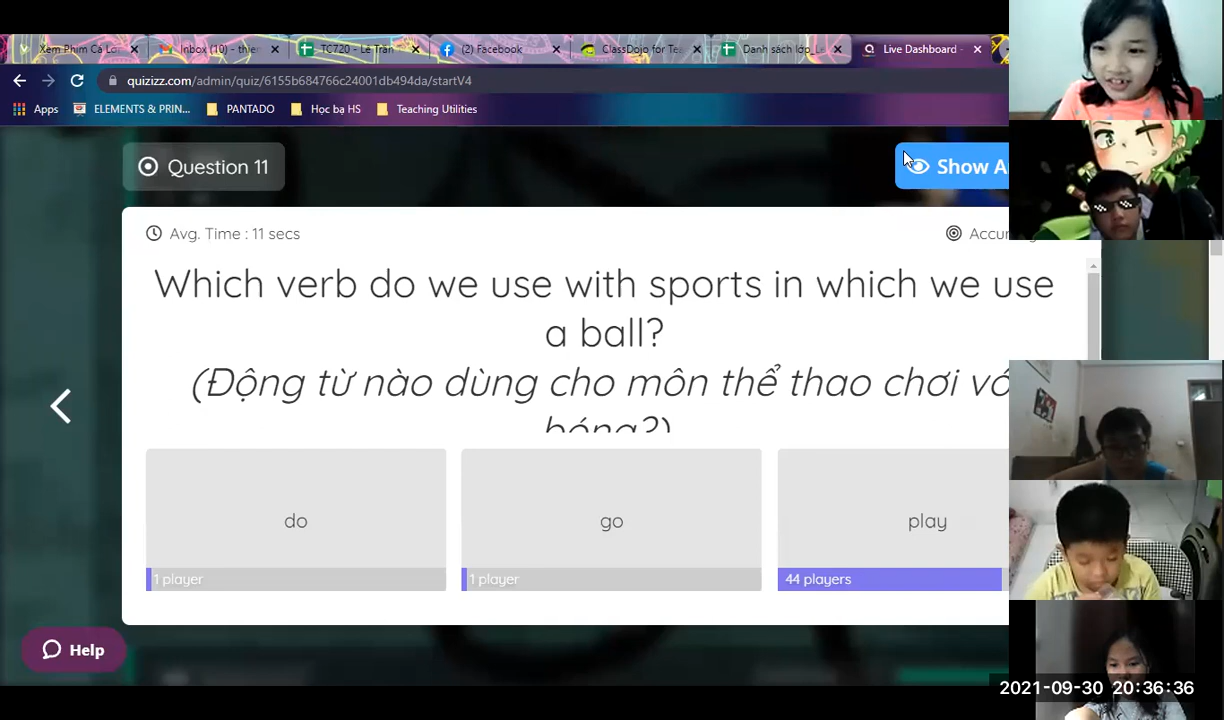 Xem Phim Cả Lo
Inbox (10) - thien
TC720 - Lê Trần
(2) Facebook
ClassDojo for Tea
Danh sách lớp_Le
Live Dashboard -
quizizz.com/admin/quiz/6155b684766c24001db494da/startV4
Apps
ELEMENTS & PRIN...
PANTADO
Học bạ HS
Teaching Utilities
Question 11
Show A
Avg. Time : 11 secs
Accur
Which verb do we use with sports in which we use
a ball?
(Động từ nào dùng cho môn thể thao chơi vớ
bóng?)
do
go
play
1 player
1 player
44 players
Help
2021-09-30 20:36:36